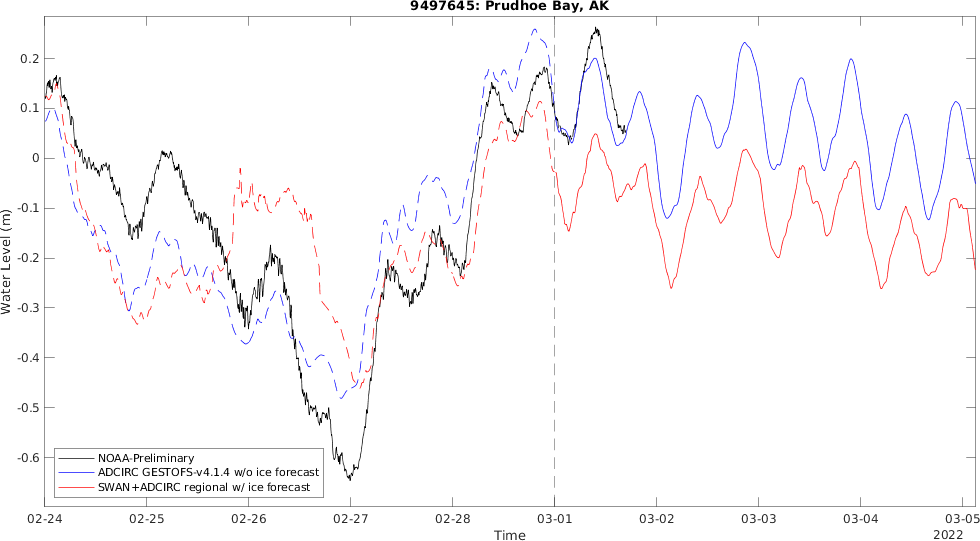 9497645: Prudhoe Bay, AK
Water Level (m)
0.2
0.1
0
-0.1
-0.2
-0.3
-0.4
-0.5
-0.6
NOAA-Preliminary
ADCIRC GESTOFS-v4.1.4 w/o ice forecast
SWAN+ADCIRC regional w/ ice forecast
02-24 02-25 02-26 02-27 02-28 03-01 03-02 03-03 03-04 03-05
Time
2022